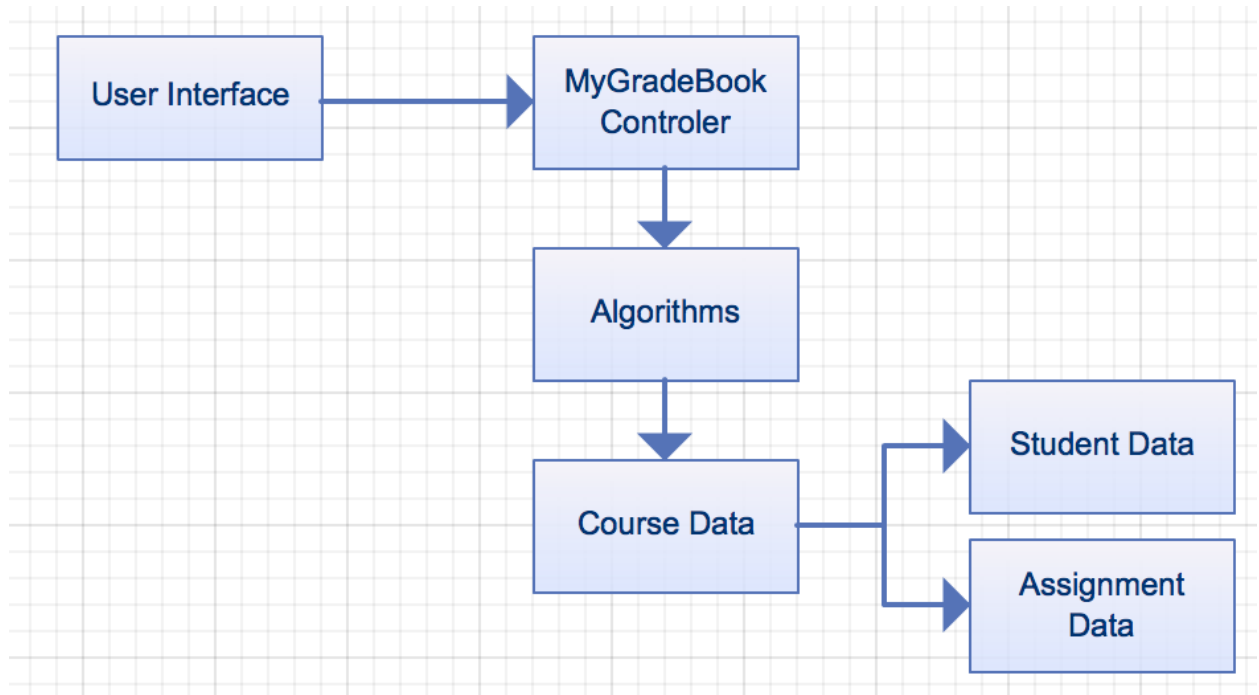 User Interface
MyGradeBook
Controler
Algorithms
Student Data
Course Data
Assignment
Data